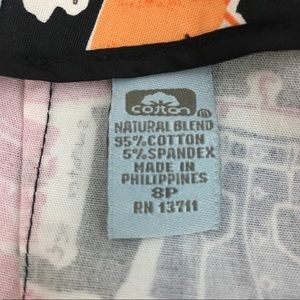 cotton
NATURAL BLEND
95% COTTON
5% SPANDEX
MADE IN
PHILIPPINES
8P
RN 13711